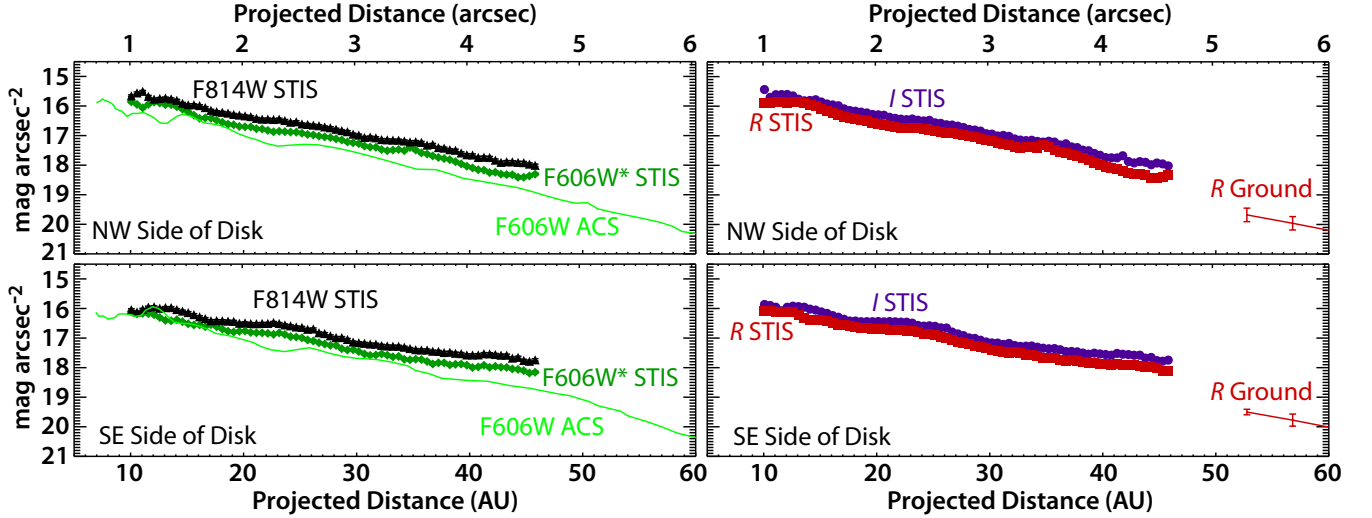 Projected Distance (arcsec)
Projected Distance (arcsec)
1 2 3 4 5 6
1 2 3 4 5 6
mag arcsec⁻²
15
16
17
18
19
20
21
F814W STIS
F606W* STIS
F606W ACS
NW Side of Disk
I STIS
R STIS
R Ground
NW Side of Disk
mag arcsec⁻²
15
16
17
18
19
20
21
F814W STIS
F606W* STIS
F606W ACS
SE Side of Disk
I STIS
R STIS
R Ground
SE Side of Disk
10 20 30 40 50 60
10 20 30 40 50 60
Projected Distance (AU)
Projected Distance (AU)